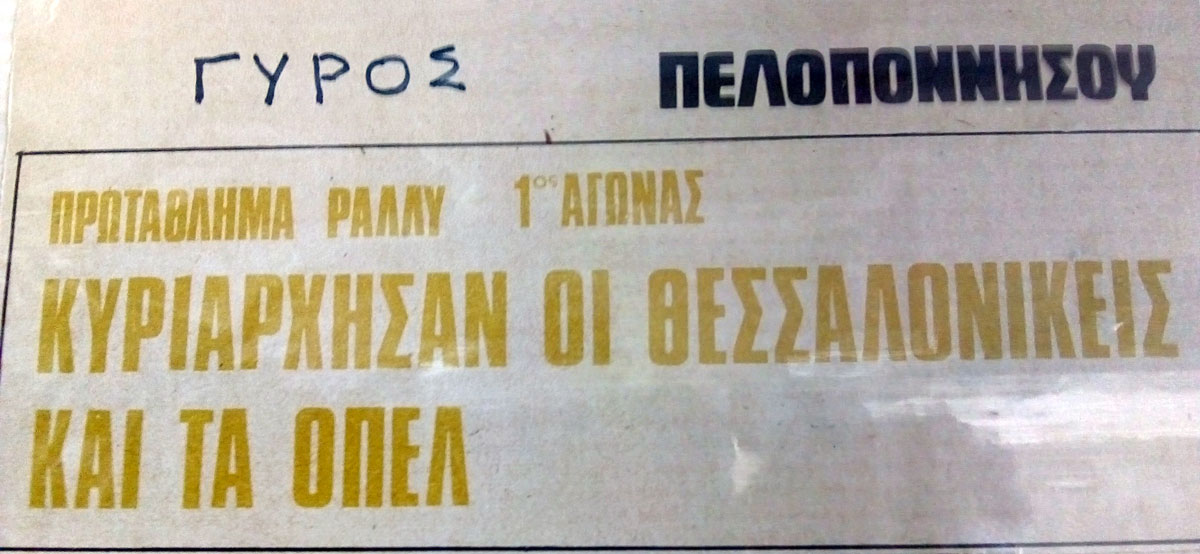 ΓΥΡΟΣ ΠΕΛΟΠΟΝΝΗΣΟΥ
ΠΡΩΤΑΘΛΗΜΑ ΡΑΛΛΥ 1ος ΑΓΩΝΑΣ
ΚΥΡΙΑΡΧΗΣΑΝ ΟΙ ΘΕΣΣΑΛΟΝΙΚΕΙΣ
ΚΑΙ ΤΑ ΟΠΕΛ